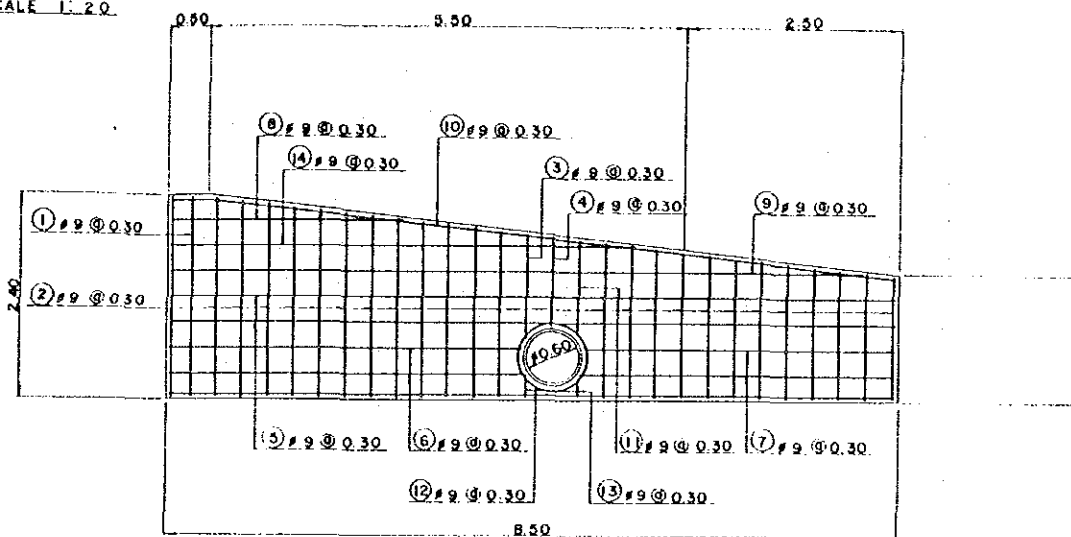 SCALE 1:20
0.50 5.50 2.50
⑧ ø 9 @ 0.30 ⑩ ø 9 @ 0.30
⑭ ø 9 @ 0.30 ③ ø 9 @ 0.30
① ø 9 @ 0.30 ④ ø 9 @ 0.30 ⑨ ø 9 @ 0.30
② ø 9 @ 0.30
2.40
ø0.60
⑤ ø 9 @ 0.30 ⑥ ø 9 @ 0.30 ⑪ ø 9 @ 0.30 ⑦ ø 9 @ 0.30
⑫ ø 9 @ 0.30 ⑬ ø 9 @ 0.30
8.50